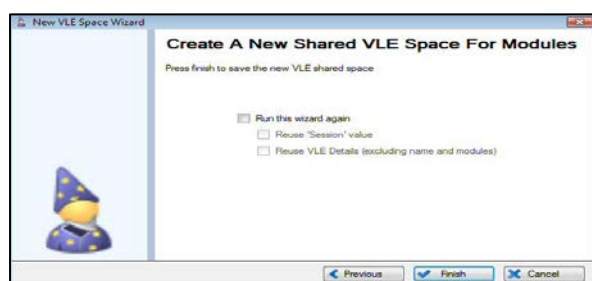 New VLE Space Wizard
Create A New Shared VLE Space For Modules
Press finish to save the new VLE shared space
Run this wizard again
Reuse 'Session' value
Reuse VLE Details (excluding name and modules)
Previous
Finish
Cancel